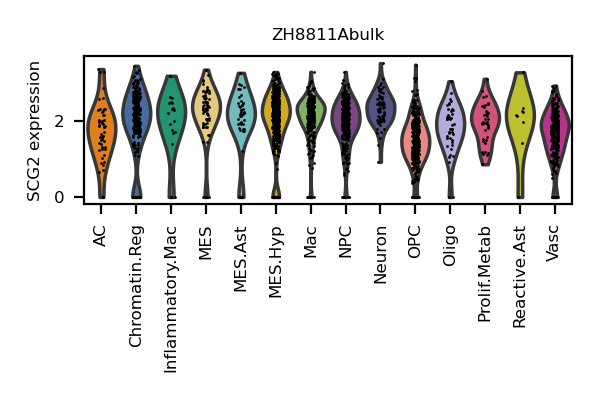 ZH8811Abulk
SCG2 expression
2
0
AC
Chromatin.Reg
Inflammatory.Mac
MES
MES.Ast
MES.Hyp
Mac
NPC
Neuron
OPC
Oligo
Prolif.Metab
Reactive.Ast
Vasc